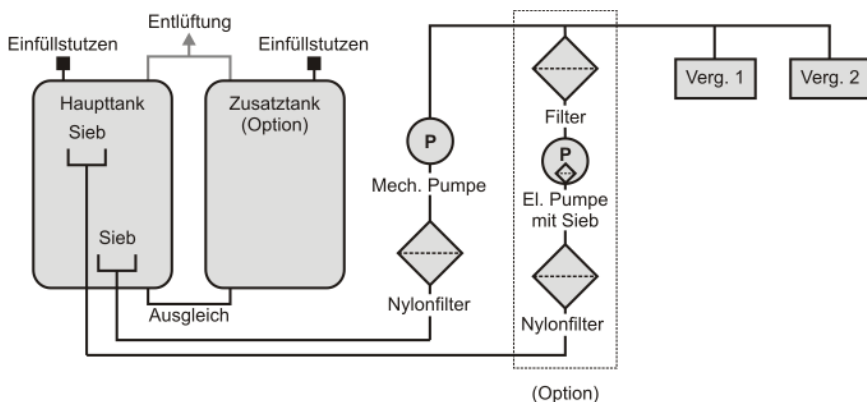 Entlüftung
Einfüllstutzen
Einfüllstutzen
Haupttank
Zusatztank
(Option)
Sieb
Sieb
Ausgleich
P
Mech. Pumpe
Nylonfilter
Filter
P
El. Pumpe
mit Sieb
Nylonfilter
(Option)
Verg. 1
Verg. 2